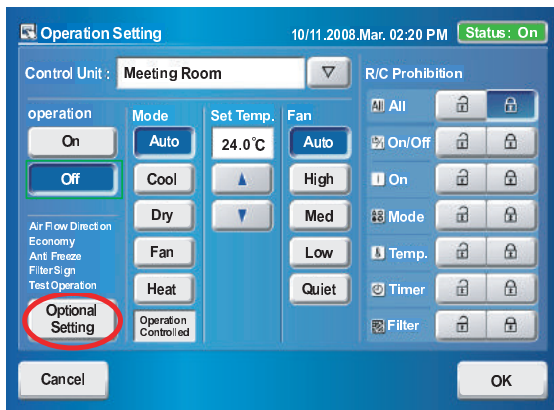 Operation Setting
10/11.2008.Mar. 02:20 PM
Status: On
Control Unit :
Meeting Room
R/C Prohibition
operation
On
Off
Air Flow Direction
Economy
Anti Freeze
Filter Sign
Test Operation
Optional
Setting
Mode
Auto
Cool
Dry
Fan
Heat
Operation
Controlled
Set Temp.
24.0℃
Fan
Auto
High
Med
Low
Quiet
All All
On/Off
On
Mode
Temp.
Timer
Filter
Cancel
OK